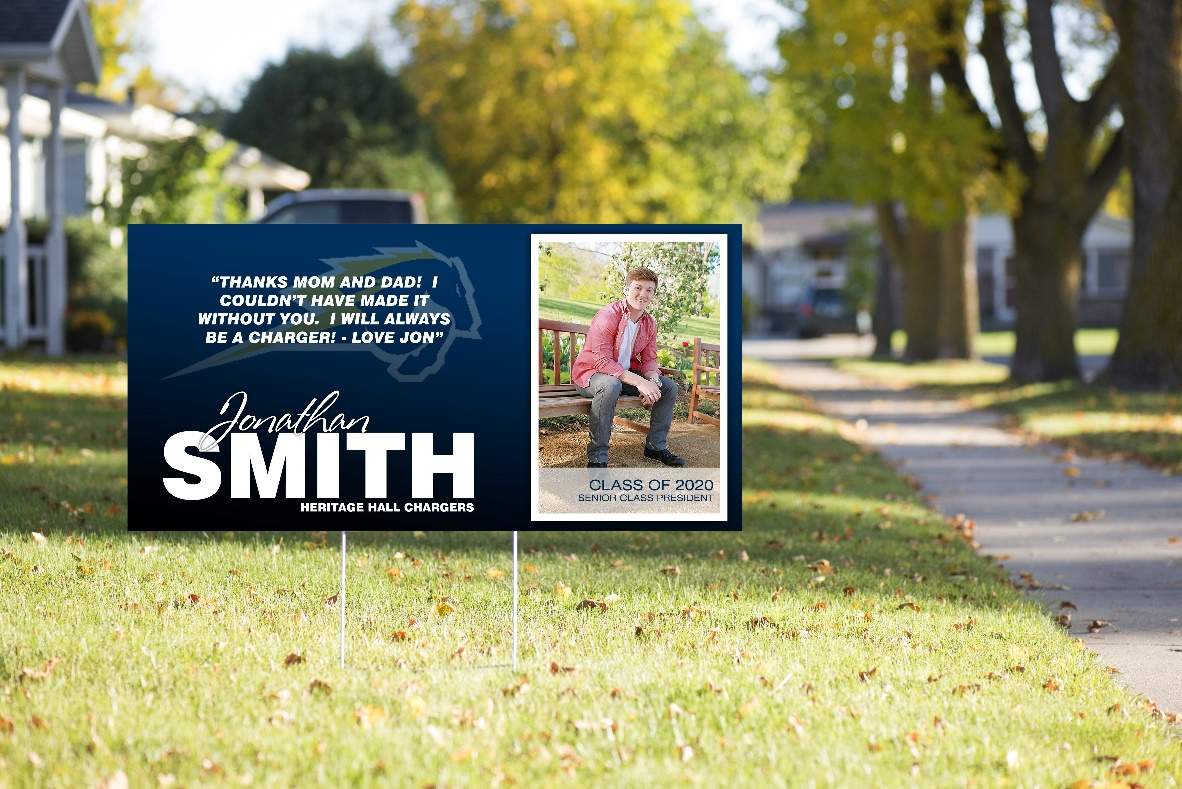 “THANKS MOM AND DAD! I
COULDN’T HAVE MADE IT
WITHOUT YOU. I WILL ALWAYS
BE A CHARGER! - LOVE JON”
Jonathan
SMITH
HERITAGE HALL CHARGERS
CLASS OF 2020
SENIOR CLASS PRESIDENT